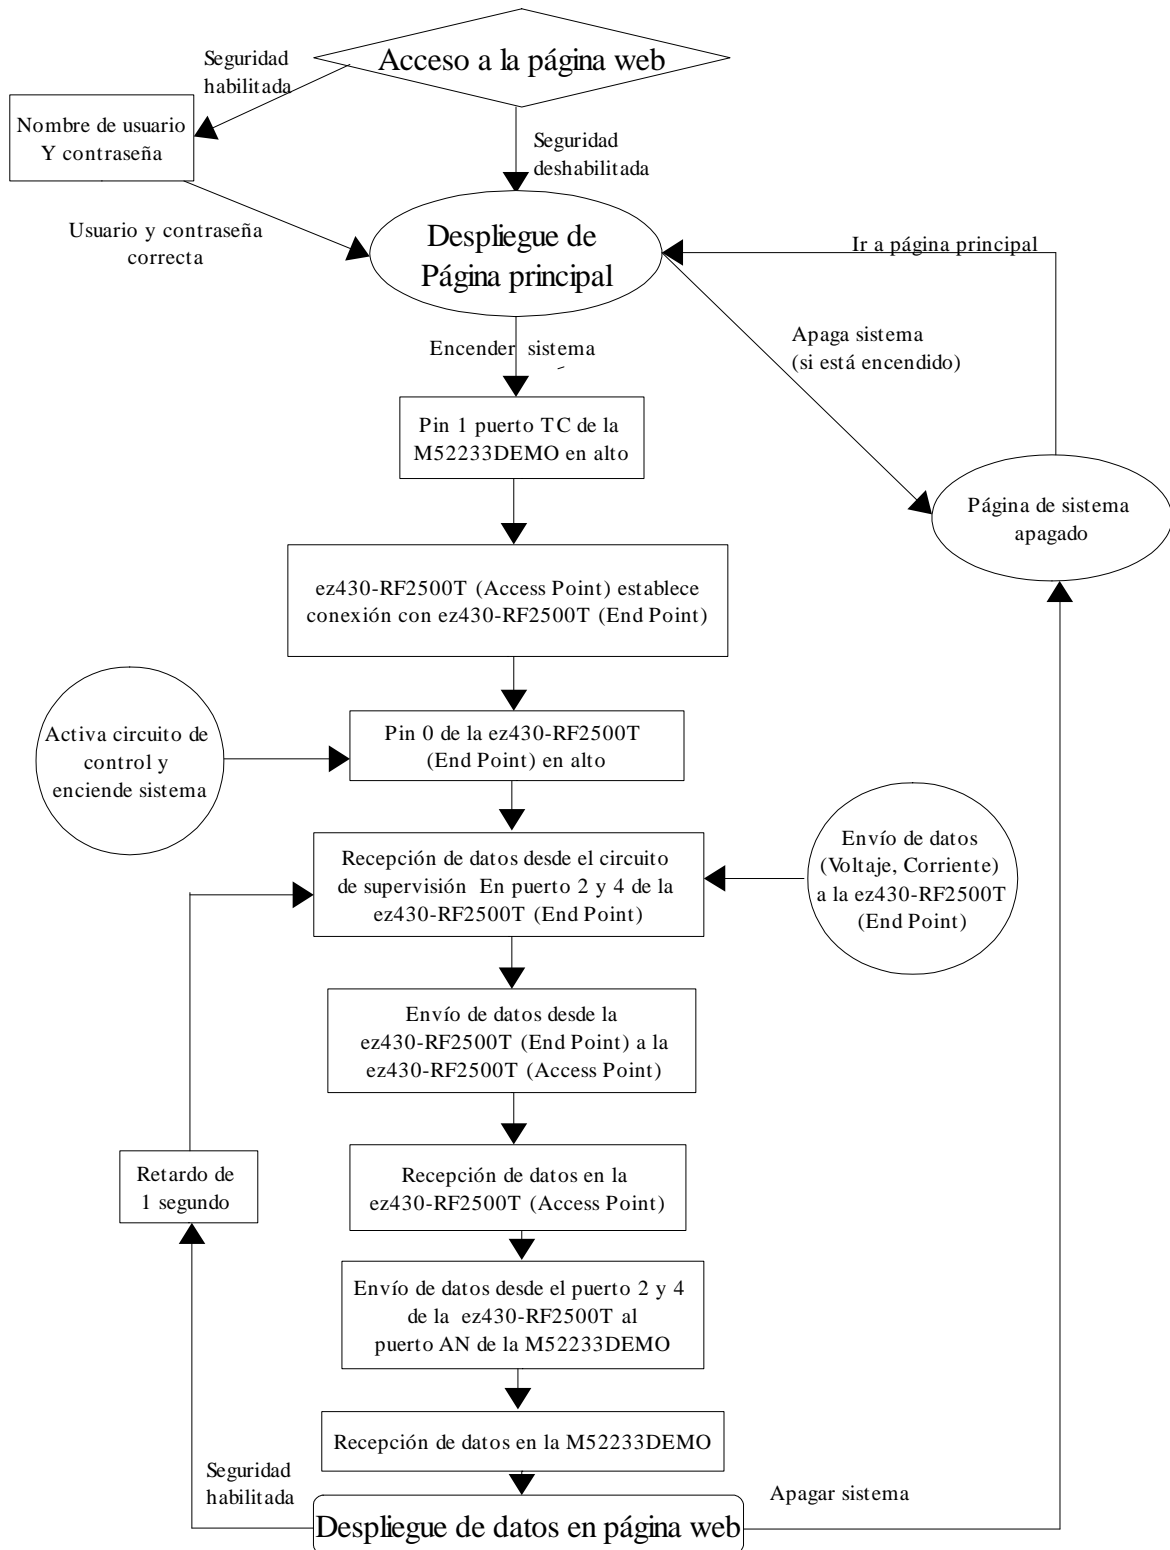 Acceso a la página web
Seguridad
habilitada
Nombre de usuario
Y contraseña
Seguridad
deshabilitada
Usuario y contraseña
correcta
Despliegue de
Página principal
Ir a página principal
Encender sistema
Apaga sistema
(si está encendido)
Pin 1 puerto TC de la
M52233DEMO en alto
Página de sistema
apagado
ez430-RF2500T (Access Point) establece
conexión con ez430-RF2500T (End Point)
Activa circuito de
control y
enciende sistema
Pin 0 de la ez430-RF2500T
(End Point) en alto
Recepción de datos desde el circuito
de supervisión En puerto 2 y 4 de la
ez430-RF2500T (End Point)
Envío de datos
(Voltaje, Corriente)
a la ez430-RF2500T
(End Point)
Envío de datos desde la
ez430-RF2500T (End Point) a la
ez430-RF2500T (Access Point)
Retardo de
1 segundo
Recepción de datos en la
ez430-RF2500T (Access Point)
Envío de datos desde el puerto 2 y 4
de la ez430-RF2500T al
puerto AN de la M52233DEMO
Recepción de datos en la M52233DEMO
Seguridad
habilitada
Apagar sistema
Despliegue de datos en página web